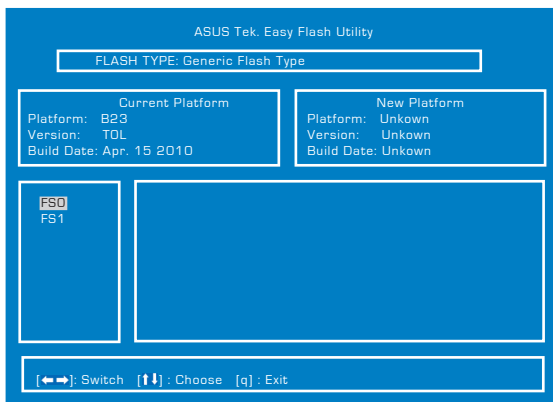 ASUS Tek. Easy Flash Utility
FLASH TYPE: Generic Flash Type
Current Platform
Platform: B23
Version: TOL
Build Date: Apr. 15 2010
New Platform
Platform: Unkown
Version: Unkown
Build Date: Unkown
FS0
FS1
[←→]: Switch [↑↓] : Choose [q] : Exit